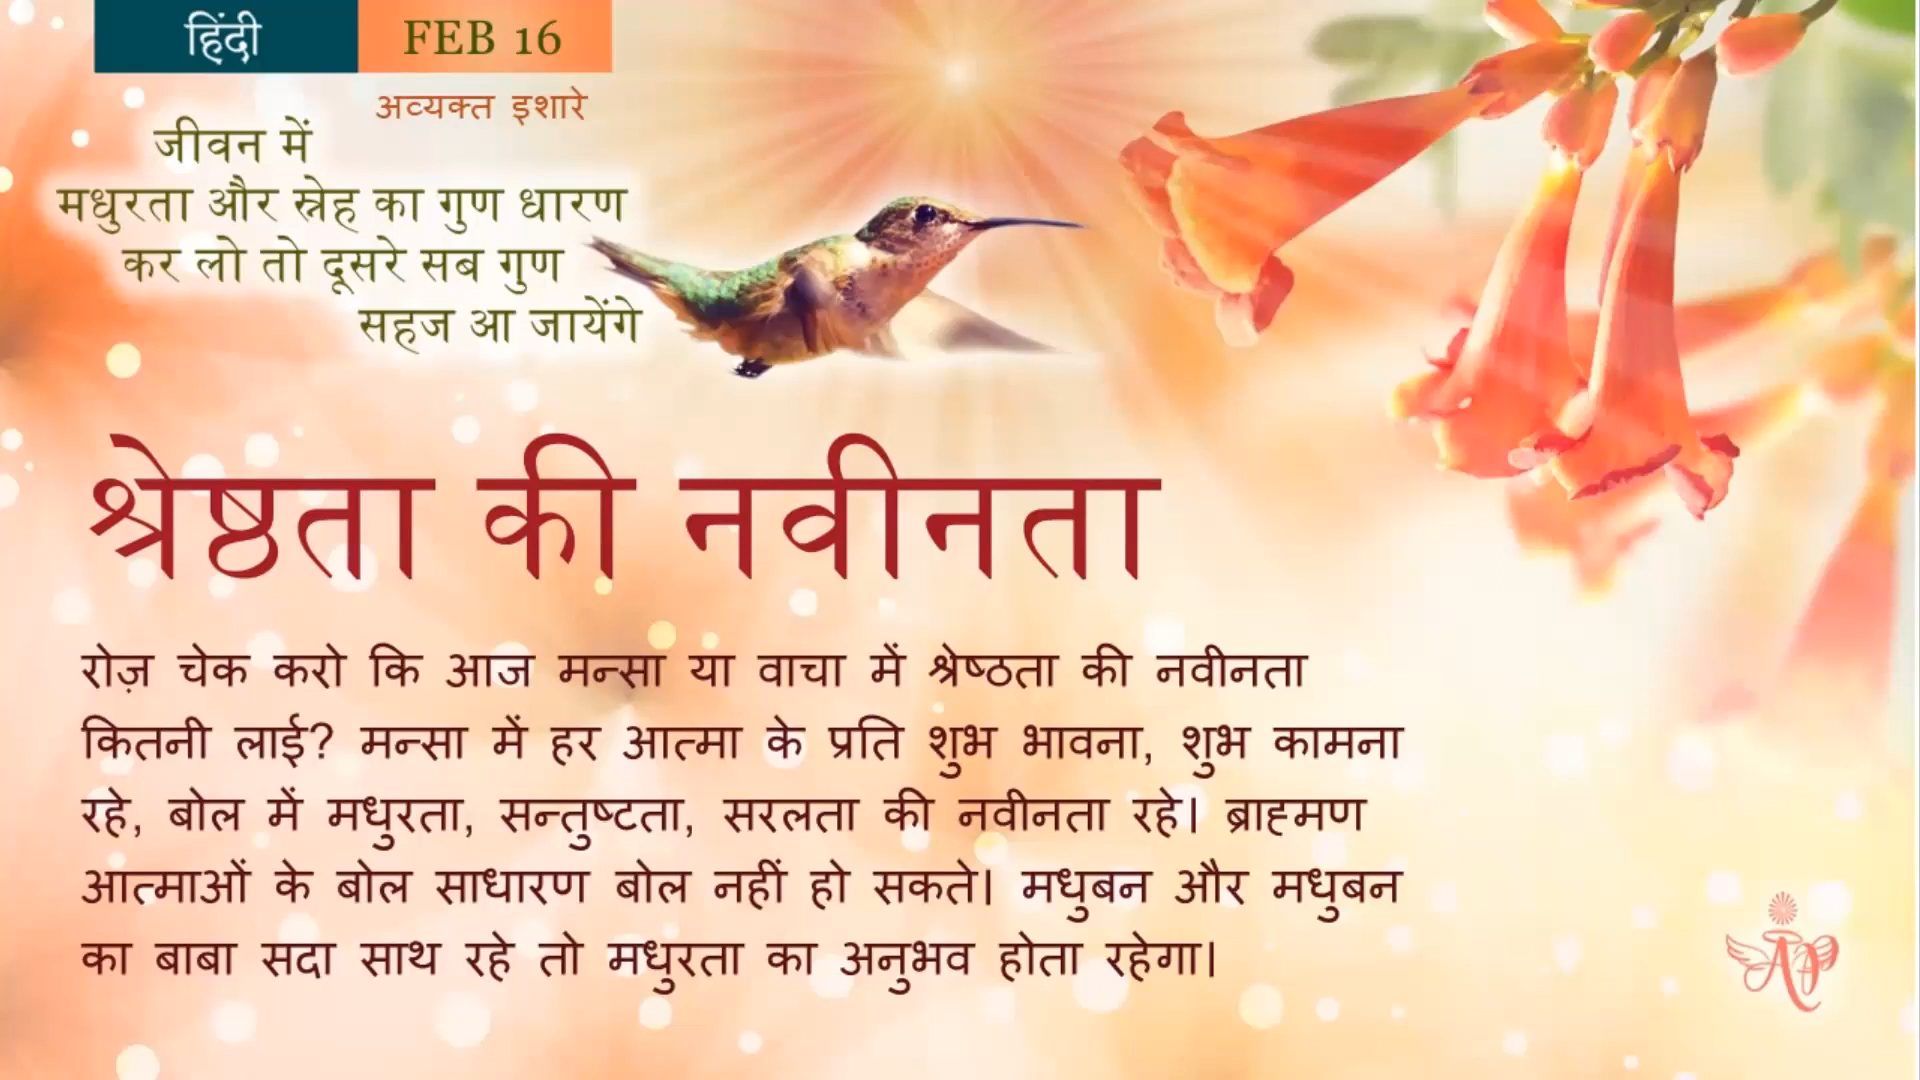 हिंदी
FEB 16
अव्यक्त इशारे
जीवन में
मधुरता और स्नेह का गुण धारण
कर लो तो दूसरे सब गुण
सहज आ जायेंगे
श्रेष्ठता की नवीनता
रोज़ चेक करो कि आज मन्सा या वाचा में श्रेष्ठता की नवीनता
कितनी लाई? मन्सा में हर आत्मा के प्रति शुभ भावना, शुभ कामना
रहे, बोल में मधुरता, सन्तुष्टता, सरलता की नवीनता रहे। ब्राह्मण
आत्माओं के बोल साधारण बोल नहीं हो सकते। मधुबन और मधुबन
का बाबा सदा साथ रहे तो मधुरता का अनुभव होता रहेगा।
AP